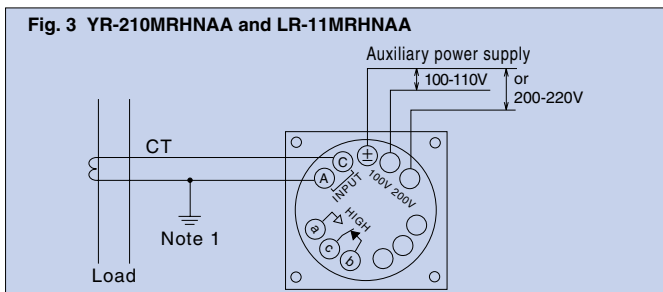 Fig. 3 YR-210MRHNAA and LR-11MRHNAA
Auxiliary power supply
100-110V
or
200-220V
CT
C
±
A
INPUT
100V 200V
Note 1
HIGH
a
c
b
Load